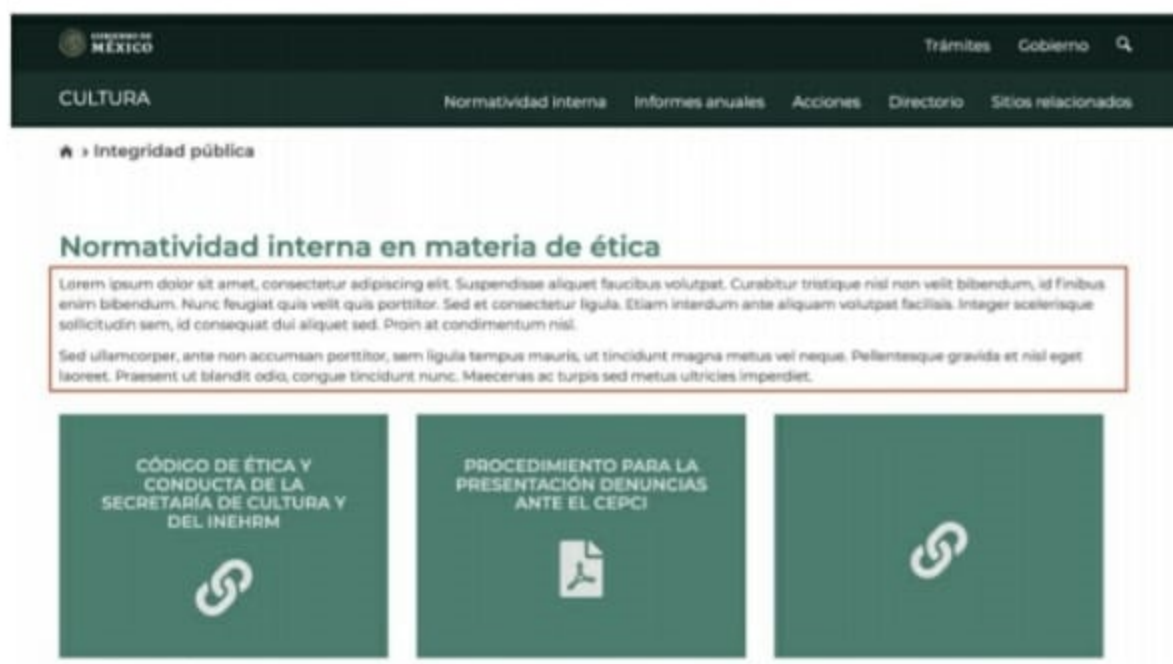 GOBIERNO DE
MÉXICO
Trámites Gobierno
CULTURA
Normatividad interna Informes anuales Acciones Directorio Sitios relacionados
› Integridad pública
Normatividad interna en materia de ética
Lorem ipsum dolor sit amet, consectetur adipiscing elit. Suspendisse aliquet faucibus volutpat. Curabitur tristique nisl non velit bibendum, id finibus
enim bibendum. Nunc feugiat quis velit quis porttitor. Sed et consectetur ligula. Etiam interdum ante aliquam volutpat facilisis. Integer scelerisque
sollicitudin sem, id consequat dui aliquet sed. Proin at condimentum nisl.
Sed ullamcorper, ante non accumsan porttitor, sem ligula tempus mauris, ut tincidunt magna metus vel neque. Pellentesque gravida et nisl eget
laoreet. Praesent ut blandit odio, congue tincidunt nunc. Maecenas ac turpis sed metus ultricies imperdiet.
CÓDIGO DE ÉTICA Y
CONDUCTA DE LA
SECRETARÍA DE CULTURA Y
DEL INEHRM
PROCEDIMIENTO PARA LA
PRESENTACIÓN DENUNCIAS
ANTE EL CEPCI